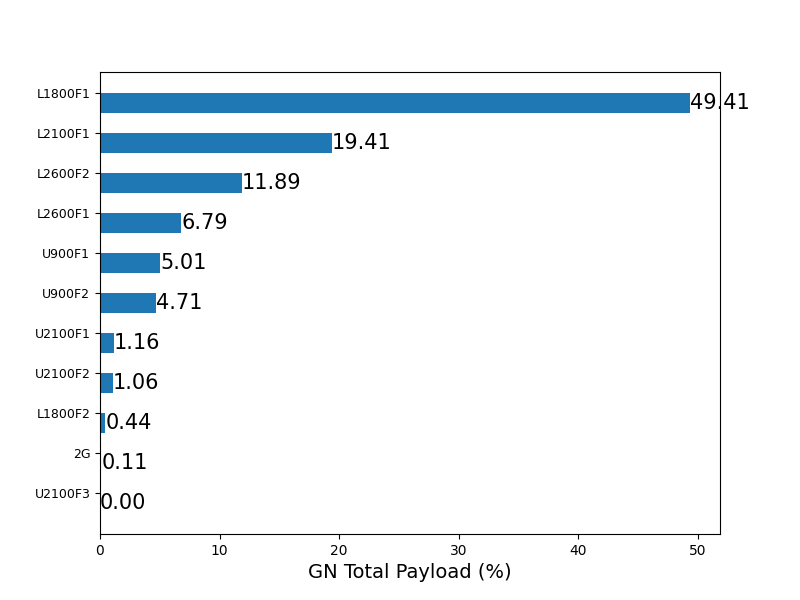 L1800F1 49.41
L2100F1 19.41
L2600F2 11.89
L2600F1 6.79
U900F1 5.01
U900F2 4.71
U2100F1 1.16
U2100F2 1.06
L1800F2 0.44
2G 0.11
U2100F3 0.00
0 10 20 30 40 50
GN Total Payload (%)